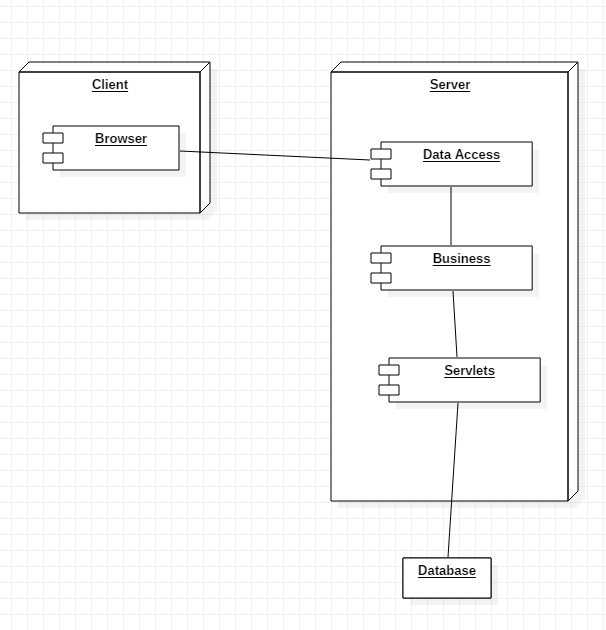 Client
Server
Browser
Data Access
Business
Servlets
Database